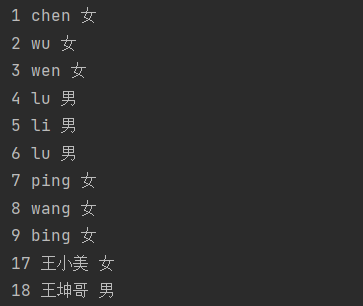 1 chen 女
2 wu 女
3 wen 女
4 lu 男
5 li 男
6 lu 男
7 ping 女
8 wang 女
9 bing 女
17 王小美 女
18 王坤哥 男